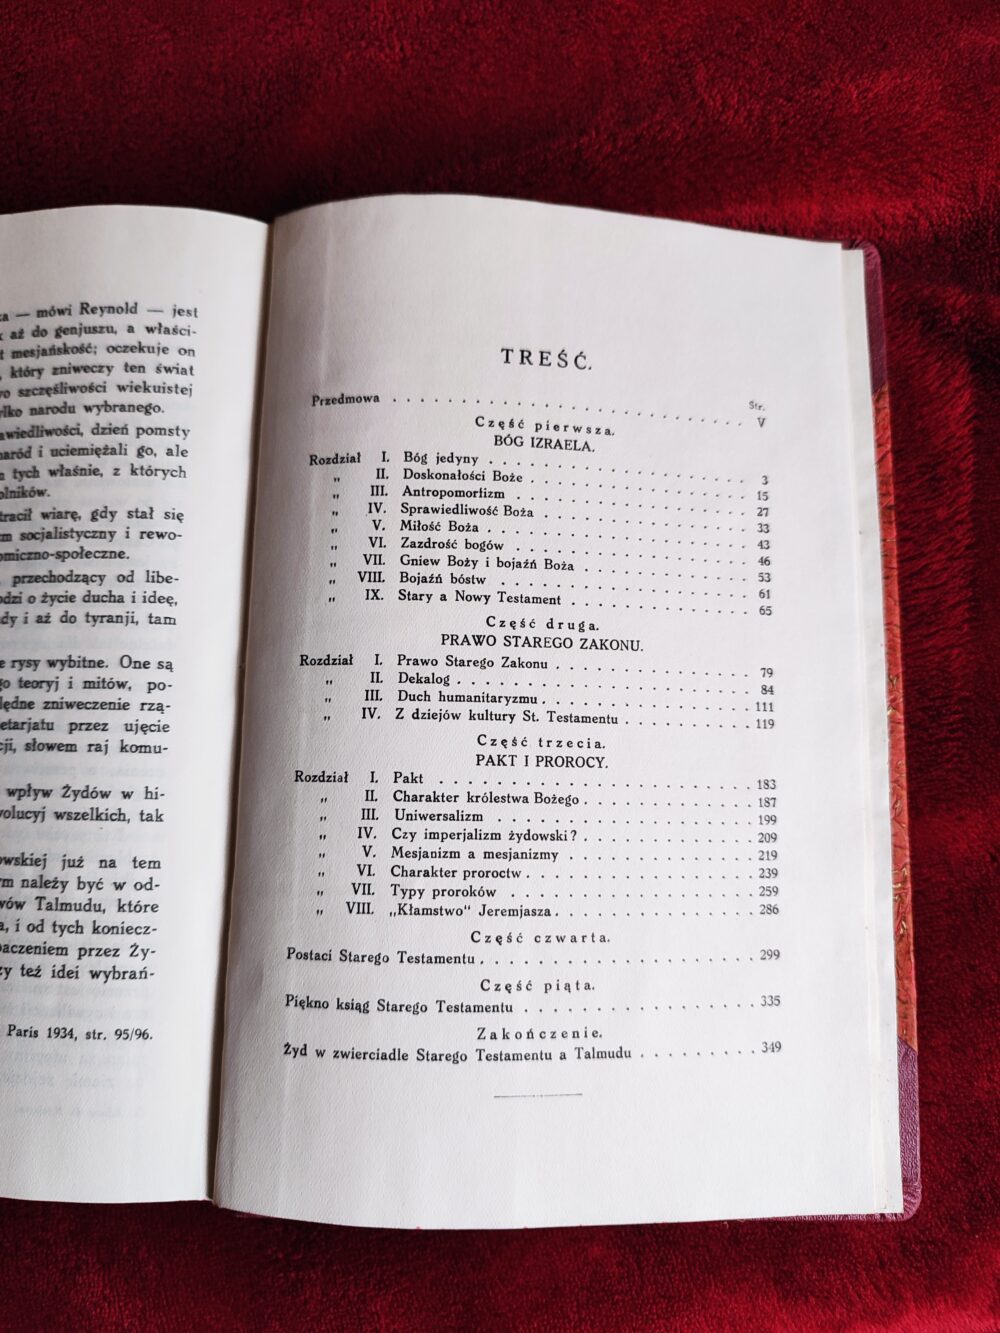 — mówi Reynold — jest
aż do genjuszu, a właści-
mesjańskość; oczekuje on
który zniweczy ten świat
szczęśliwości wiekuistej
narodu wybranego.
dzień pomsty
naród i uciemiężali go, ale
tych właśnie, z których
wiarę, gdy stał się
socjalistyczny i rewo-
przechodzący od libe-
o życie ducha i ideę,
i aż do tyranji, tam
rysy wybitne. One są
teoryj i mitów, po-
zniweczenie rzą-
przez ujęcie
słowem raj komu-
wpływ Żydów w hi-
wszelkich, tak
już na tem
należy być w od-
Talmudu, które
i od tych koniecz-
przez Ży-
też idei wybrań-
Paris 1934, str. 95/96.
TREŚĆ.
Str.
Przedmowa . . . V
Część pierwsza.
BÓG IZRAELA.
Rozdział I. Bóg jedyny . . . 3
„ II. Doskonałości Boże . . . 15
„ III. Antropomorfizm . . . 27
„ IV. Sprawiedliwość Boża . . . 33
„ V. Miłość Boża . . . 43
„ VI. Zazdrość bogów . . . 46
„ VII. Gniew Boży i bojaźń Boża . . . 53
„ VIII. Bojaźń bóstw . . . 61
„ IX. Stary a Nowy Testament . . . 65
Część druga.
PRAWO STAREGO ZAKONU.
Rozdział I. Prawo Starego Zakonu . . . 79
„ II. Dekalog . . . 84
„ III. Duch humanitaryzmu . . . 111
„ IV. Z dziejów kultury St. Testamentu . . . 119
Część trzecia.
PAKT I PROROCY.
Rozdział I. Pakt . . . 183
„ II. Charakter królestwa Bożego . . . 187
„ III. Uniwersalizm . . . 199
„ IV. Czy imperjalizm żydowski? . . . 209
„ V. Mesjanizm a mesjanizmy . . . 219
„ VI. Charakter proroctw . . . 239
„ VII. Typy proroków . . . 259
„ VIII. „Kłamstwo“ Jeremjasza . . . 286
Część czwarta.
Postaci Starego Testamentu . . . 299
Część piąta.
Piękno ksiąg Starego Testamentu . . . 335
Zakończenie.
Żyd w zwierciadle Starego Testamentu a Talmudu . . . 349